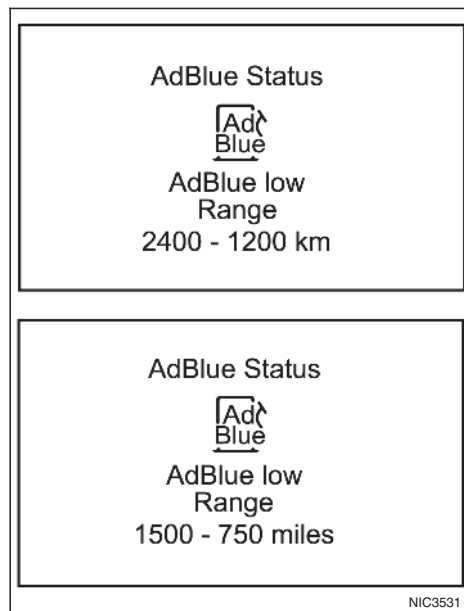 AdBlue Status
Ad
Blue
AdBlue low
Range
2400 - 1200 km
AdBlue Status
Ad
Blue
AdBlue low
Range
1500 - 750 miles
NIC3531